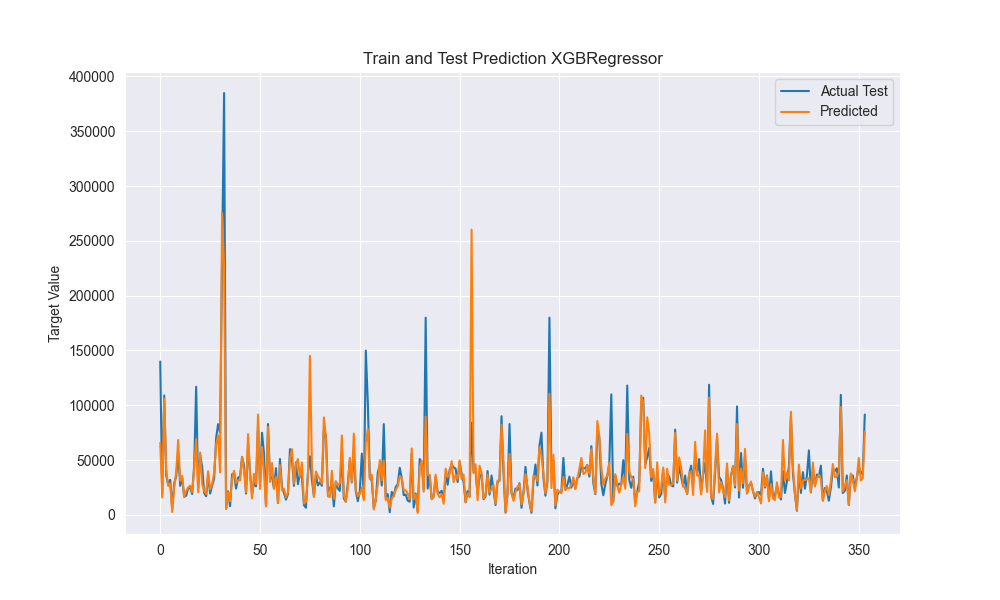 Train and Test Prediction XGBRegressor
400000
350000
300000
250000
200000
150000
100000
50000
0
Target Value
Actual Test
Predicted
0 50 100 150 200 250 300 350
Iteration